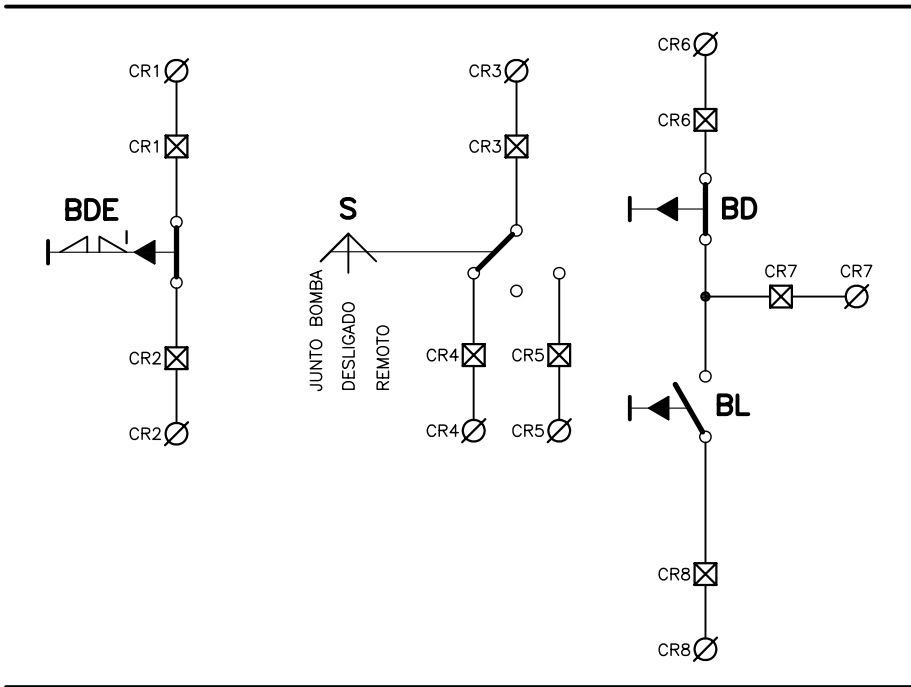 CR1
CR1
BDE
CR2
CR2
CR3
CR3
S
JUNTO BOMBA
DESLIGADO
REMOTO
CR4
CR5
CR4
CR5
CR6
CR6
BD
CR7
CR7
BL
CR8
CR8